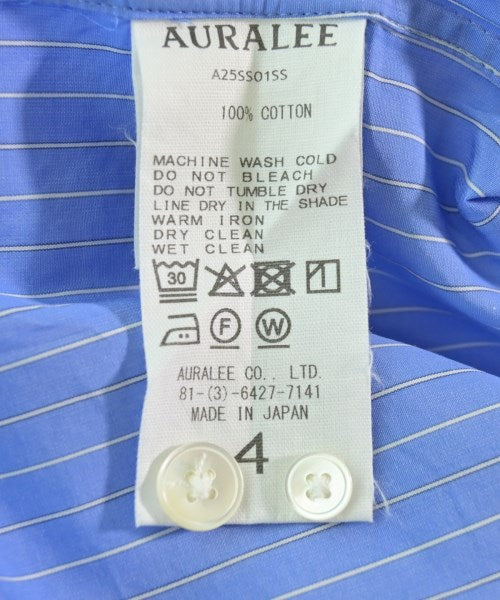 AURALEE
A25SS01SS
100% COTTON
MACHINE WASH COLD
DO NOT BLEACH
DO NOT TUMBLE DRY
LINE DRY IN THE SHADE
WARM IRON
DRY CLEAN
WET CLEAN
30
F W
AURALEE CO., LTD.
81-(3)-6427-7141
MADE IN JAPAN
4